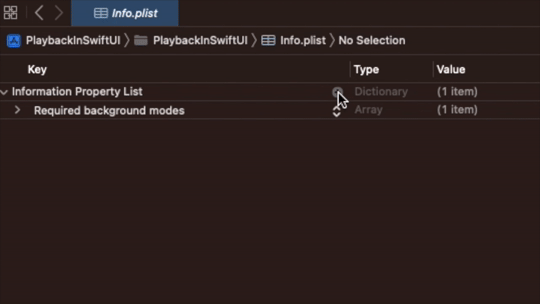 Info.plist
PlaybackInSwiftUI PlaybackInSwiftUI Info.plist No Selection
Key Type Value
Information Property List Dictionary (1 item)
Required background modes Array (1 item)